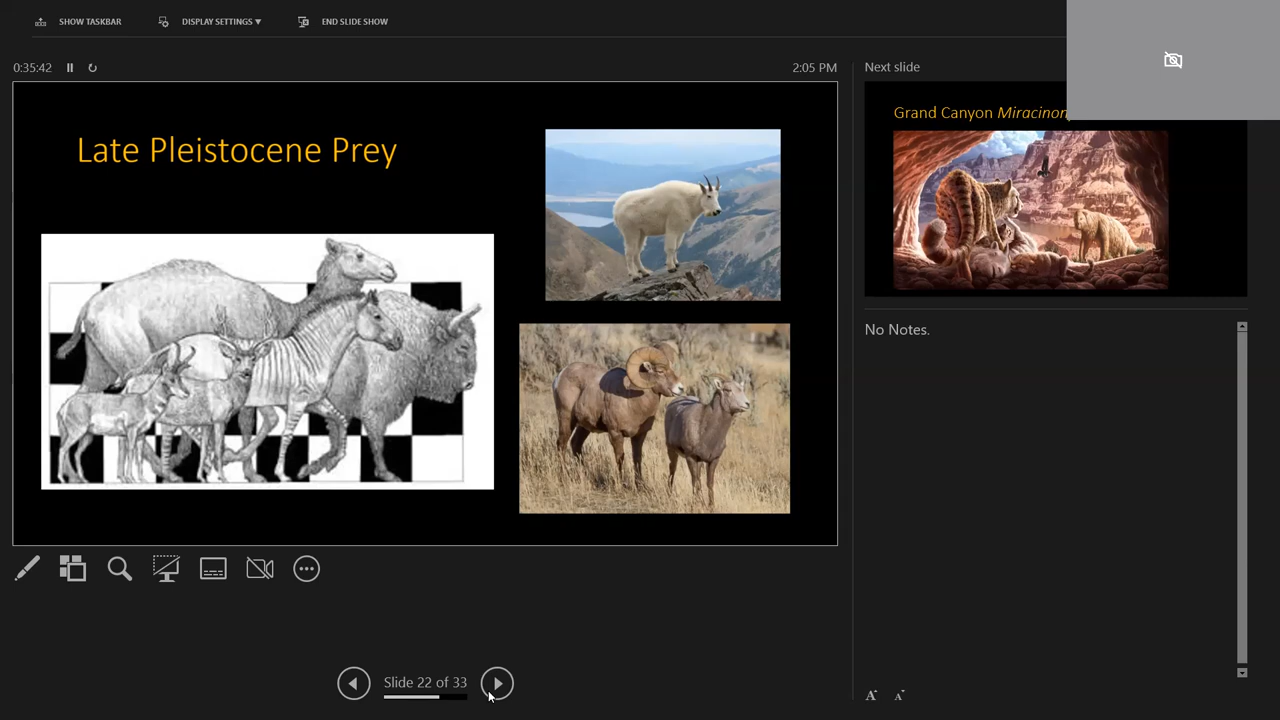 SHOW TASKBAR
DISPLAY SETTINGS ▼
END SLIDE SHOW
0:35:42
2:05 PM
Next slide
Late Pleistocene Prey
Grand Canyon
No Notes.
Slide 22 of 33
A A